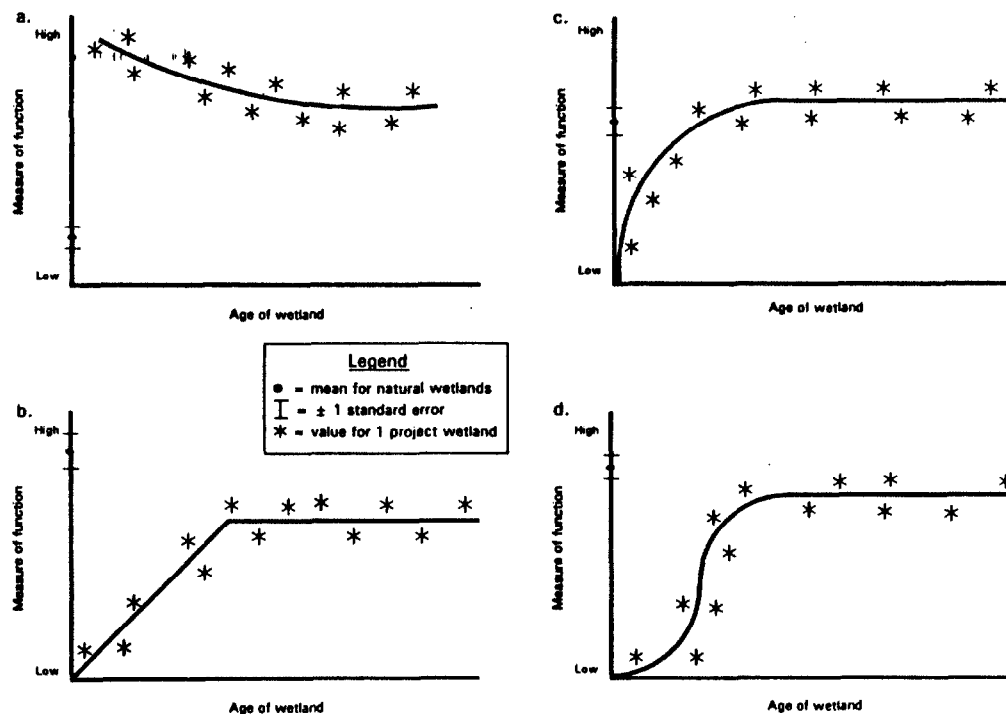 a.
High
Measure of function
Low
Age of wetland
c.
High
Measure of function
Low
Age of wetland
Legend
● = mean for natural wetlands
I = ± 1 standard error
* = value for 1 project wetland
b.
High
Measure of function
Low
Age of wetland
d.
High
Measure of function
Low
Age of wetland